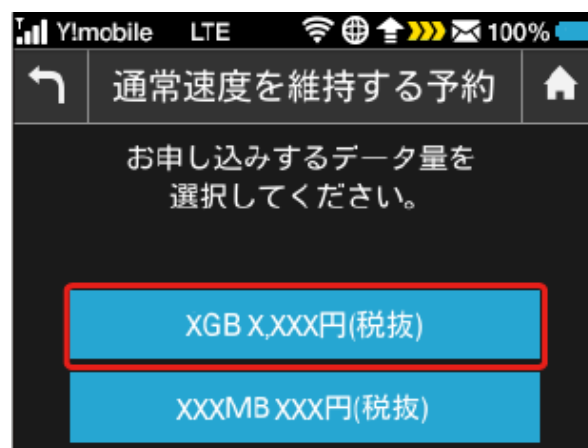 Y!mobile LTE 100%
通常速度を維持する予約
お申し込みするデータ量を
選択してください。
XGB X,XXX円(税抜)
XXXMB XXX円(税抜)